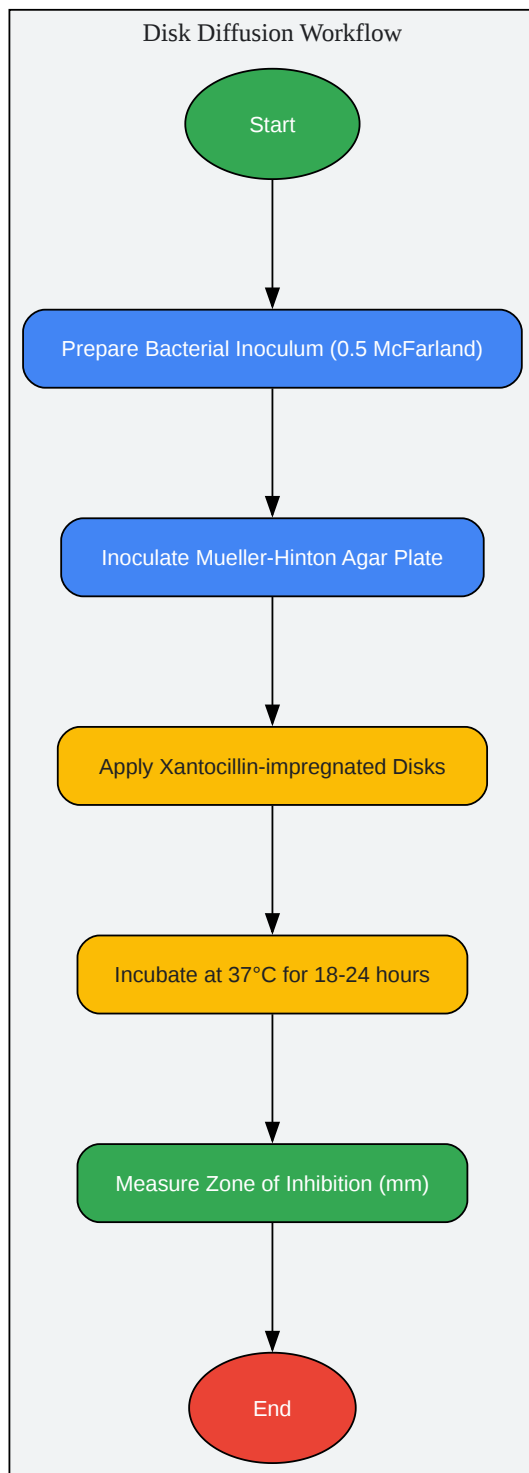 Disk Diffusion Workflow
Start
Prepare Bacterial Inoculum (0.5 McFarland)
Inoculate Mueller-Hinton Agar Plate
Apply Xantocillin-impregnated Disks
Incubate at 37°C for 18-24 hours
Measure Zone of Inhibition (mm)
End